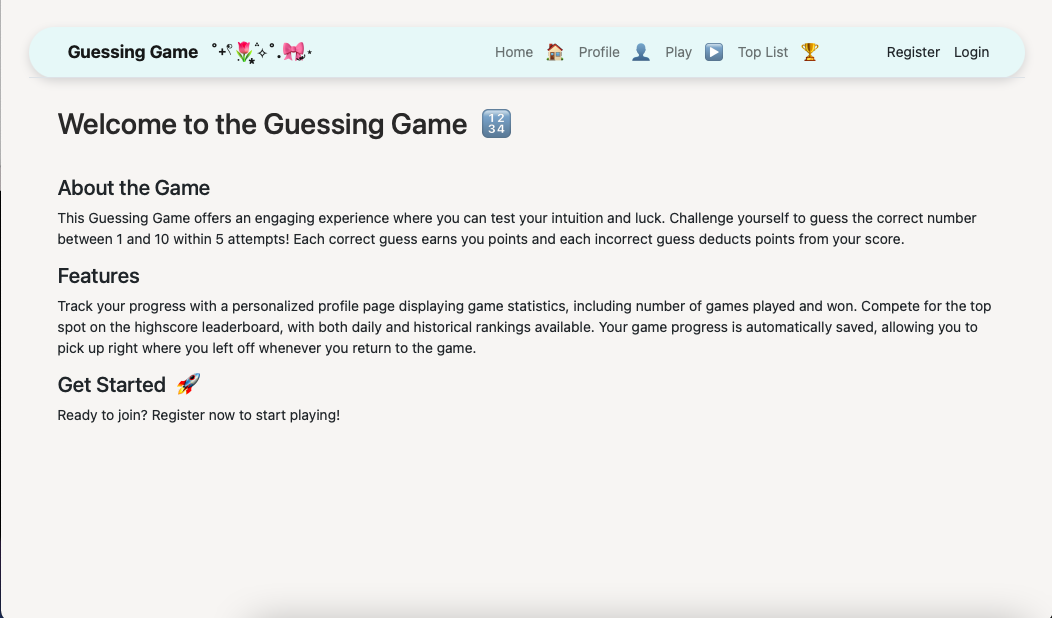 Guessing Game ˚₊‧꒰ა🌷͙֒✧˚.🎀༘⋆ Home 🏠 Profile 👤 Play ▶️ Top List 🏆 Register Login
Welcome to the Guessing Game 🔢
About the Game
This Guessing Game offers an engaging experience where you can test your intuition and luck. Challenge yourself to guess the correct number
between 1 and 10 within 5 attempts! Each correct guess earns you points and each incorrect guess deducts points from your score.
Features
Track your progress with a personalized profile page displaying game statistics, including number of games played and won. Compete for the top
spot on the highscore leaderboard, with both daily and historical rankings available. Your game progress is automatically saved, allowing you to
pick up right where you left off whenever you return to the game.
Get Started 🚀
Ready to join? Register now to start playing!